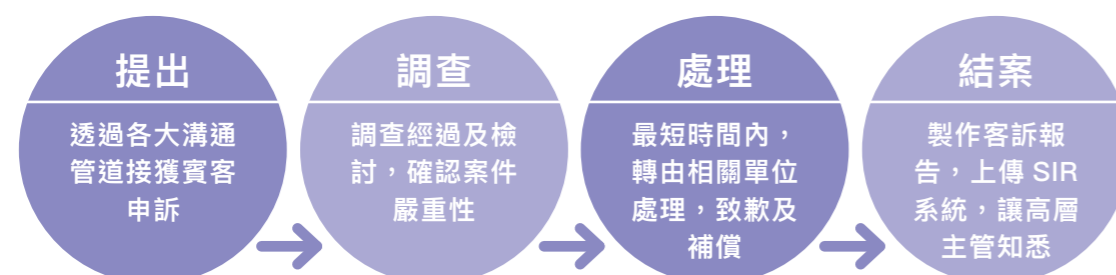 提出
透過各大溝通
管道接獲賓客
申訴
調查
調查經過及檢
討，確認案件
嚴重性
處理
最短時間內，
轉由相關單位
處理，致歉及
補償
結案
製作客訴報
告，上傳 SIR
系統，讓高層
主管知悉